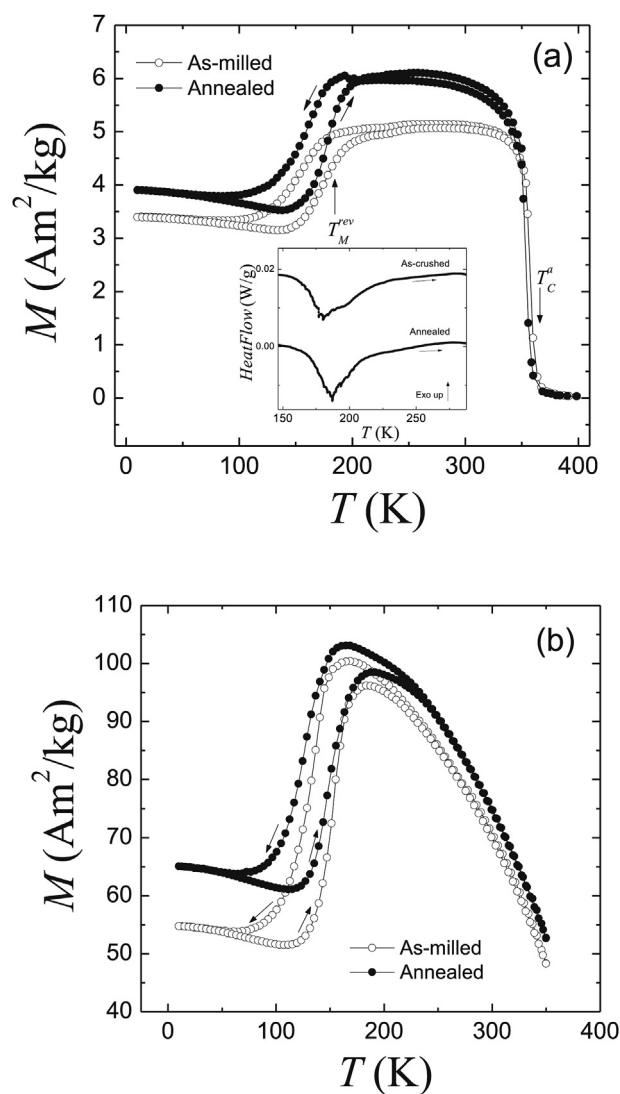 (a)
As-milled
Annealed
M (Am²/kg)
7
6
5
4
3
2
1
0
T_M^rev
T_C^a
HeatFlow (W/g)
0.02
0.00
As-crushed
Annealed
Exo up
150 200 250
T (K)
0 100 200 300 400
T (K)
(b)
M (Am²/kg)
110
100
90
80
70
60
50
40
As-milled
Annealed
0 100 200 300 400
T (K)